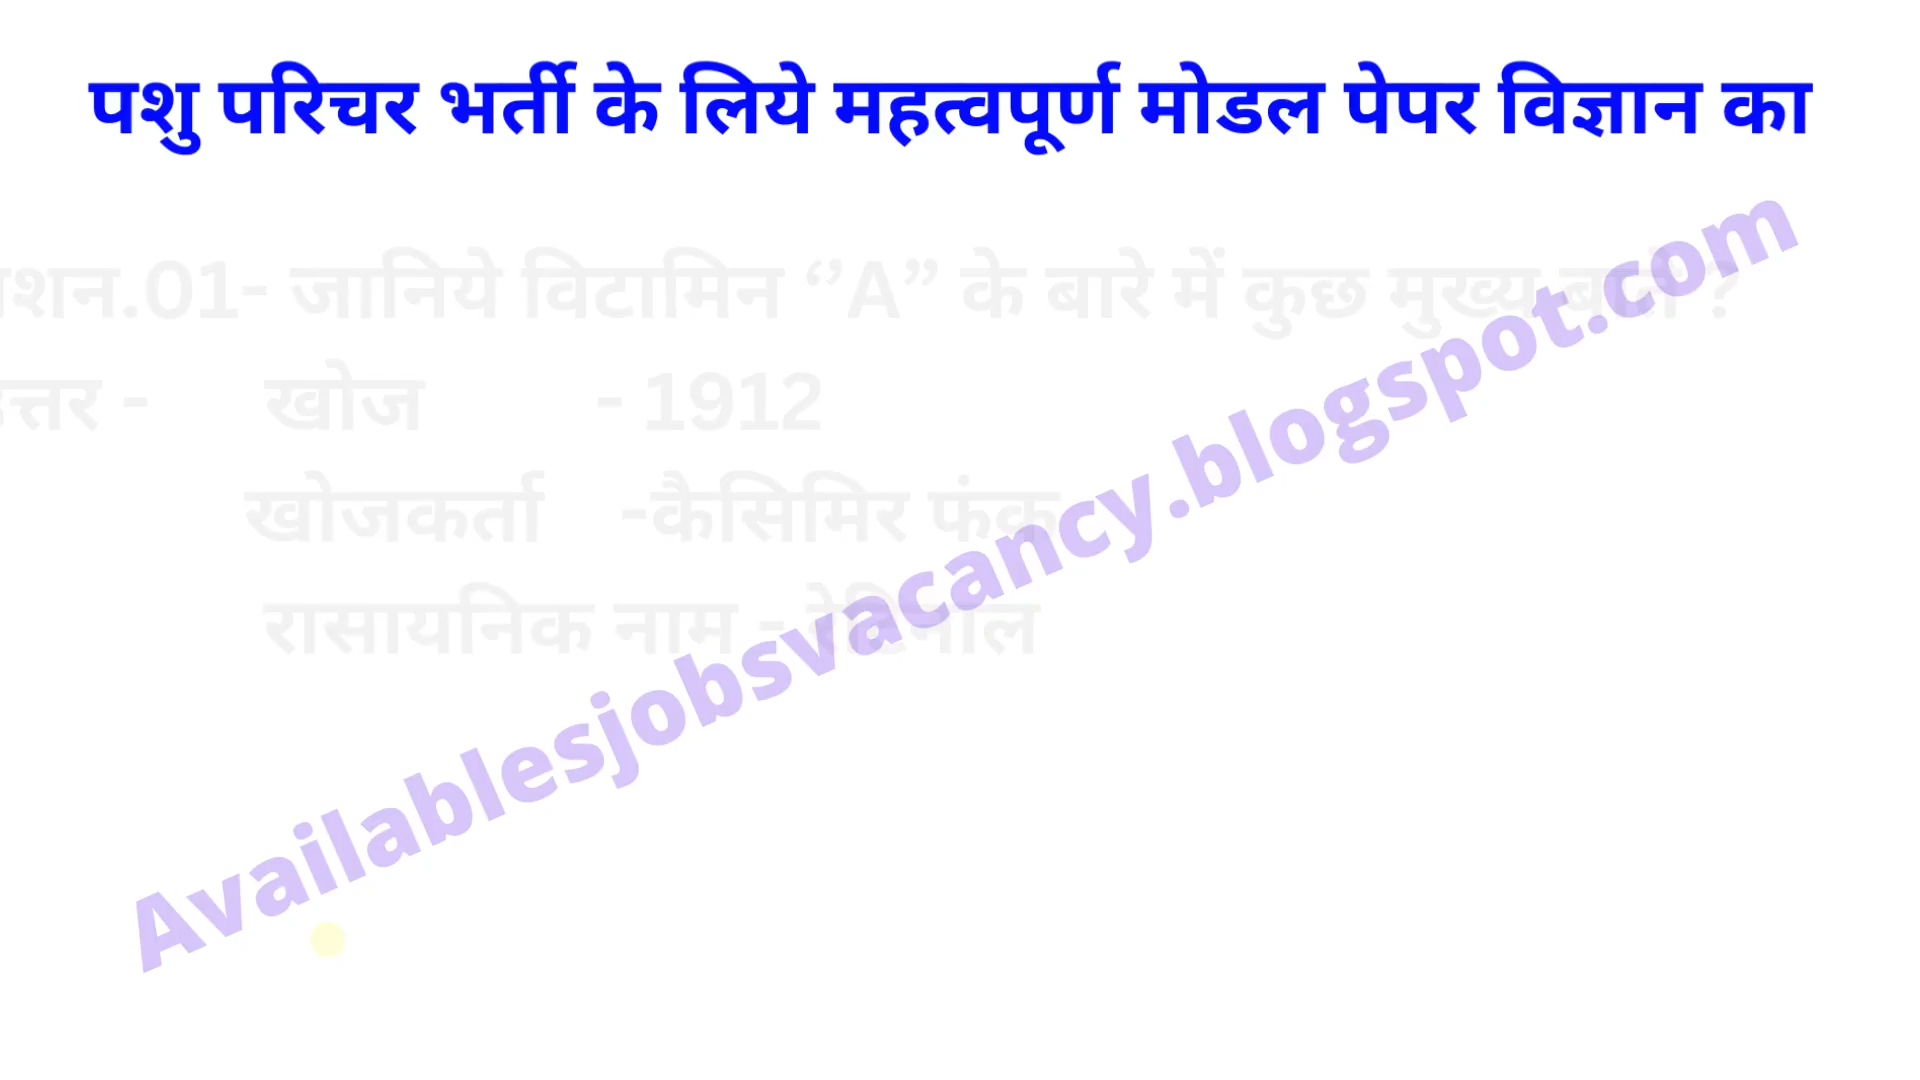 पशु परिचर भर्ती के लिये महत्वपूर्ण मोडल पेपर विज्ञान का
शन.01- जानिये विटामिन ‘’A” के बारे में कुछ मुख्य बाते ?
त्तर - खोज - 1912
खोजकर्ता -कैसिमिर फंक
रासायनिक नाम - रेटिनॉल
Availablesjobsvacancy.blogspot.com